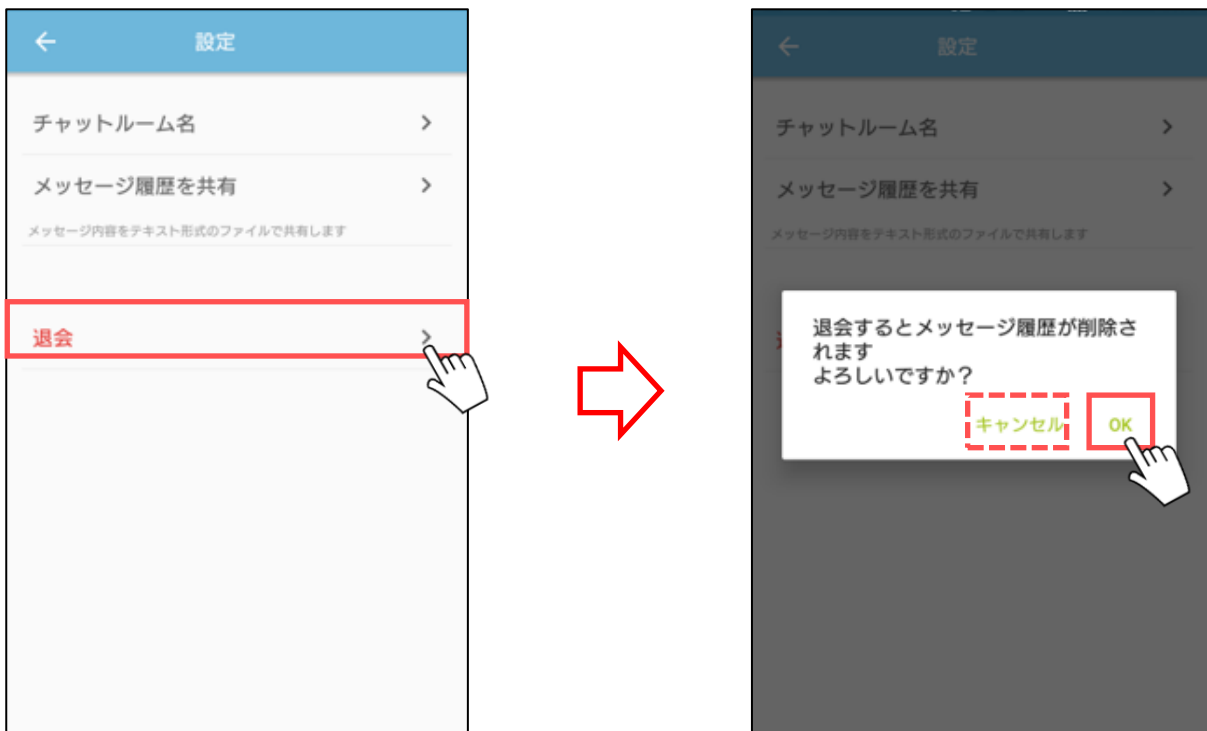 設定
チャットルーム名
メッセージ履歴を共有
メッセージ内容をテキスト形式のファイルで共有します
退会
設定
チャットルーム名
メッセージ履歴を共有
メッセージ内容をテキスト形式のファイルで共有します
退会するとメッセージ履歴が削除さ
れます
よろしいですか？
キャンセル OK